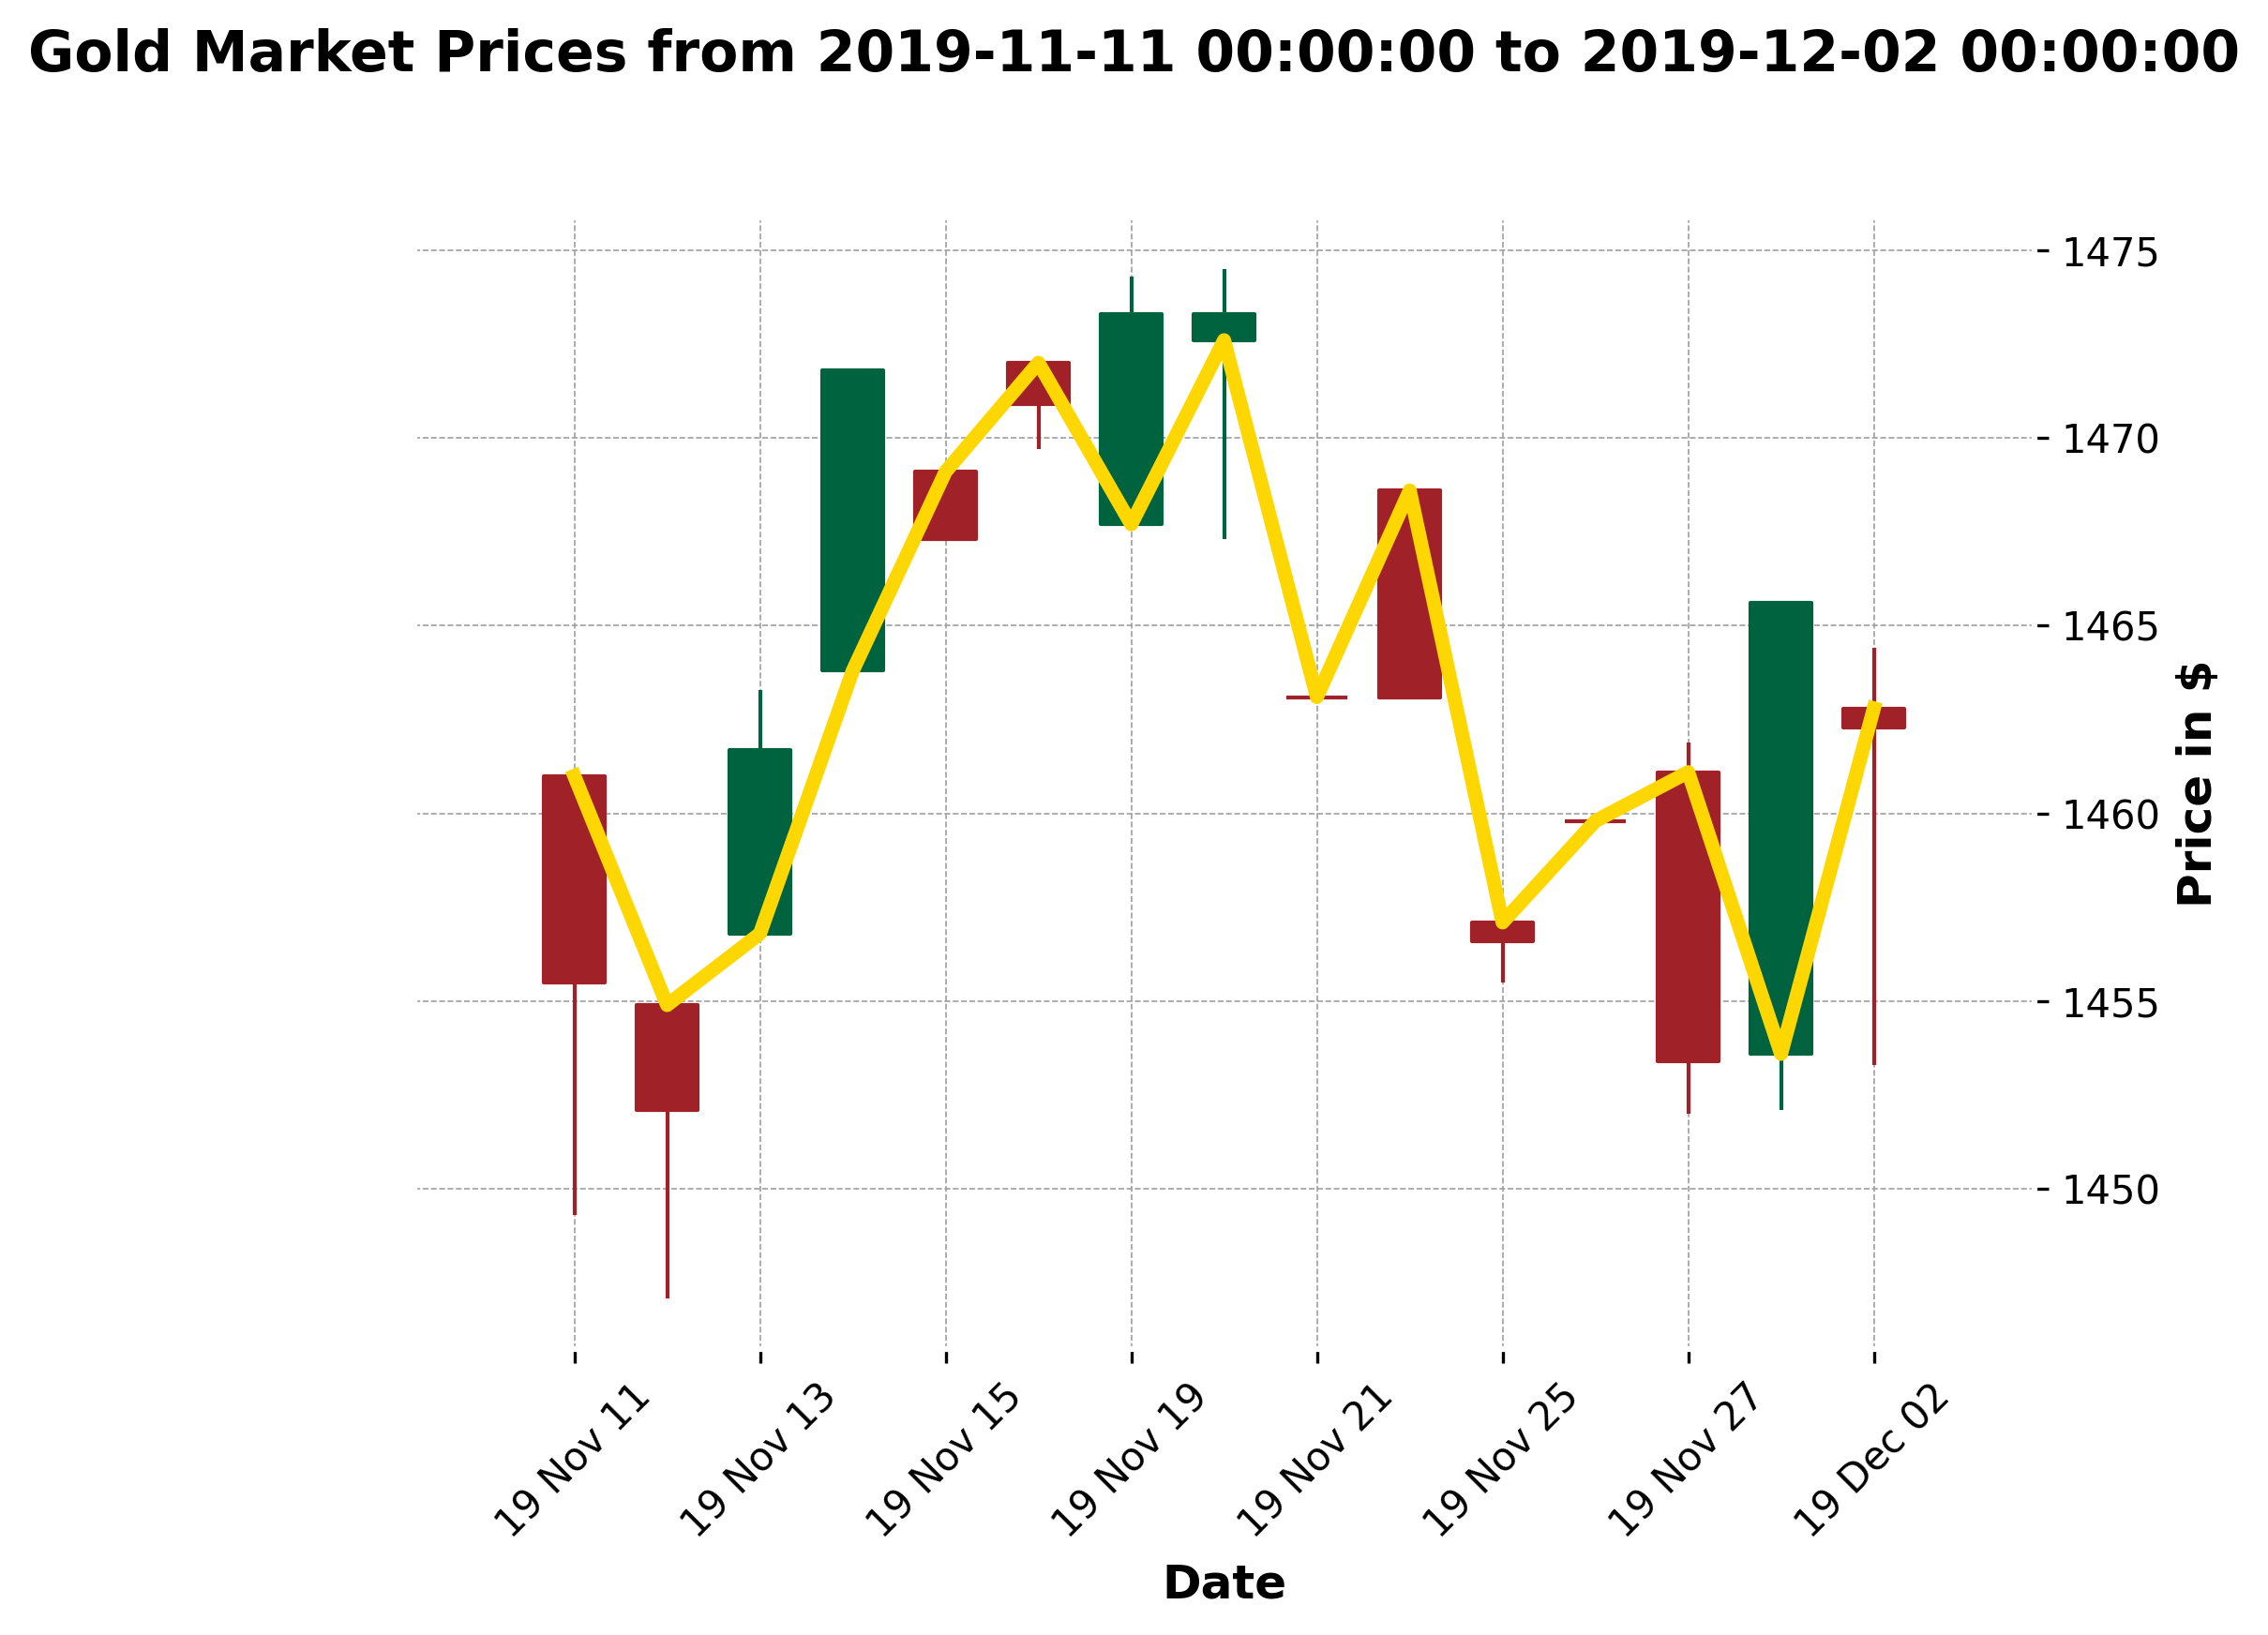 Gold Market Prices from 2019-11-11 00:00:00 to 2019-12-02 00:00:00
1475
1470
1465
1460
1455
1450
Price in $
19 Nov 11
19 Nov 13
19 Nov 15
19 Nov 19
19 Nov 21
19 Nov 25
19 Nov 27
19 Dec 02
Date